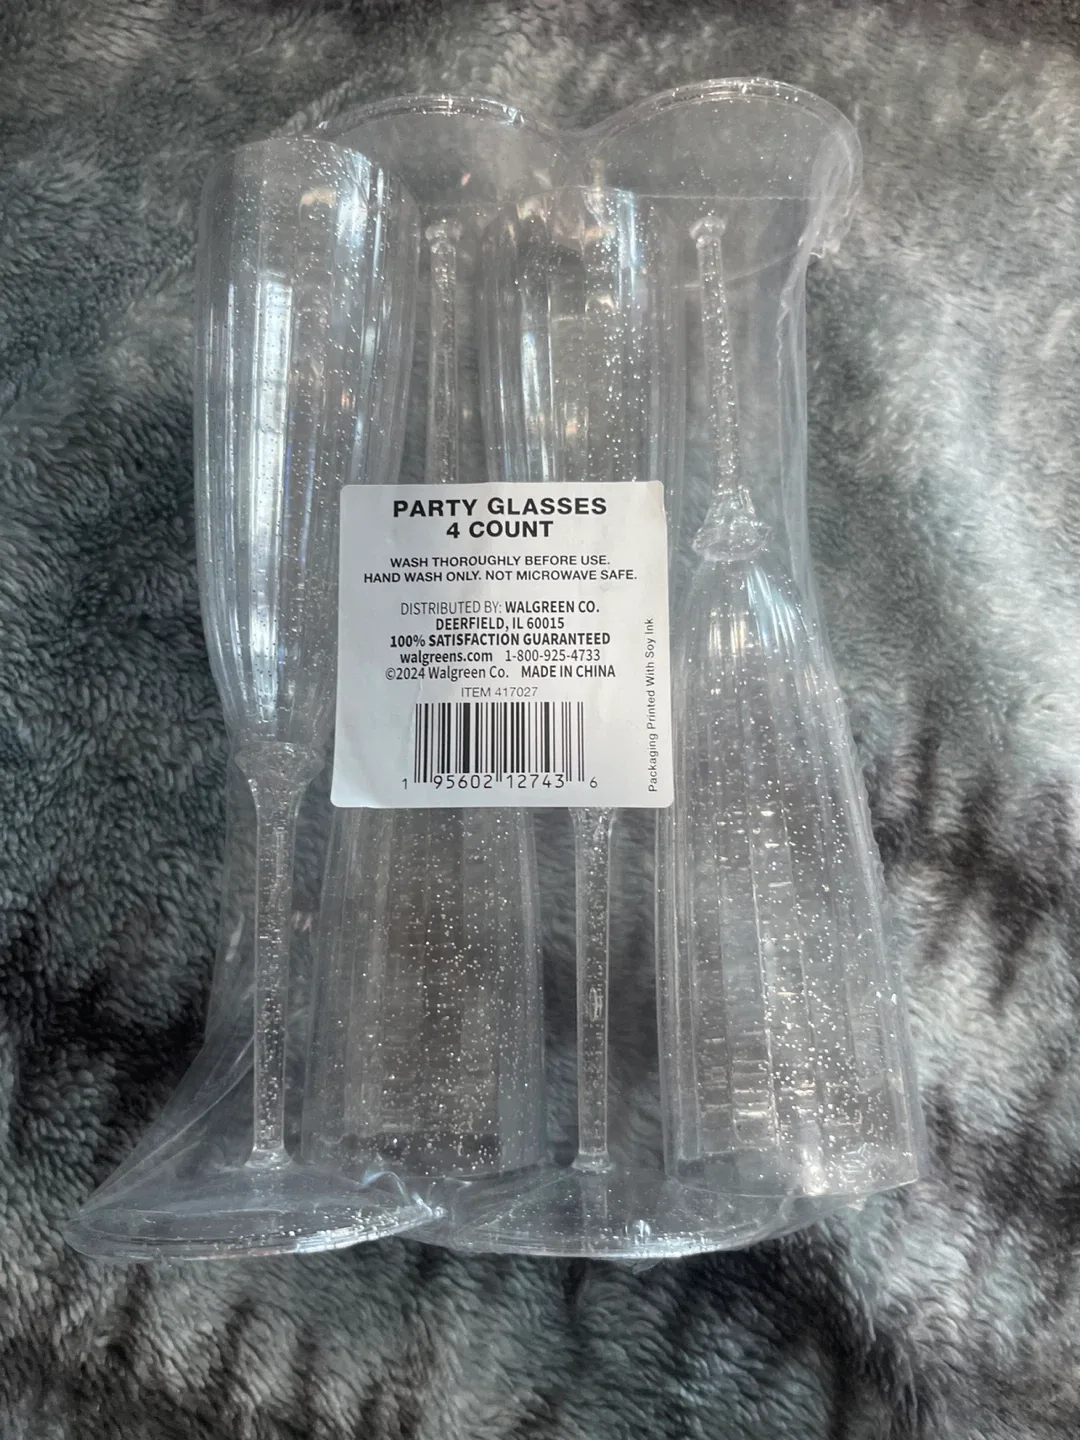 PARTY GLASSES
4 COUNT
WASH THOROUGHLY BEFORE USE.
HAND WASH ONLY. NOT MICROWAVE SAFE.
DISTRIBUTED BY: WALGREEN CO.
DEERFIELD, IL 60015
100% SATISFACTION GUARANTEED
walgreens.com 1-800-925-4733
©2024 Walgreen Co. MADE IN CHINA
ITEM 417027
1 95602 12743 6
Packaging Printed With Soy Ink